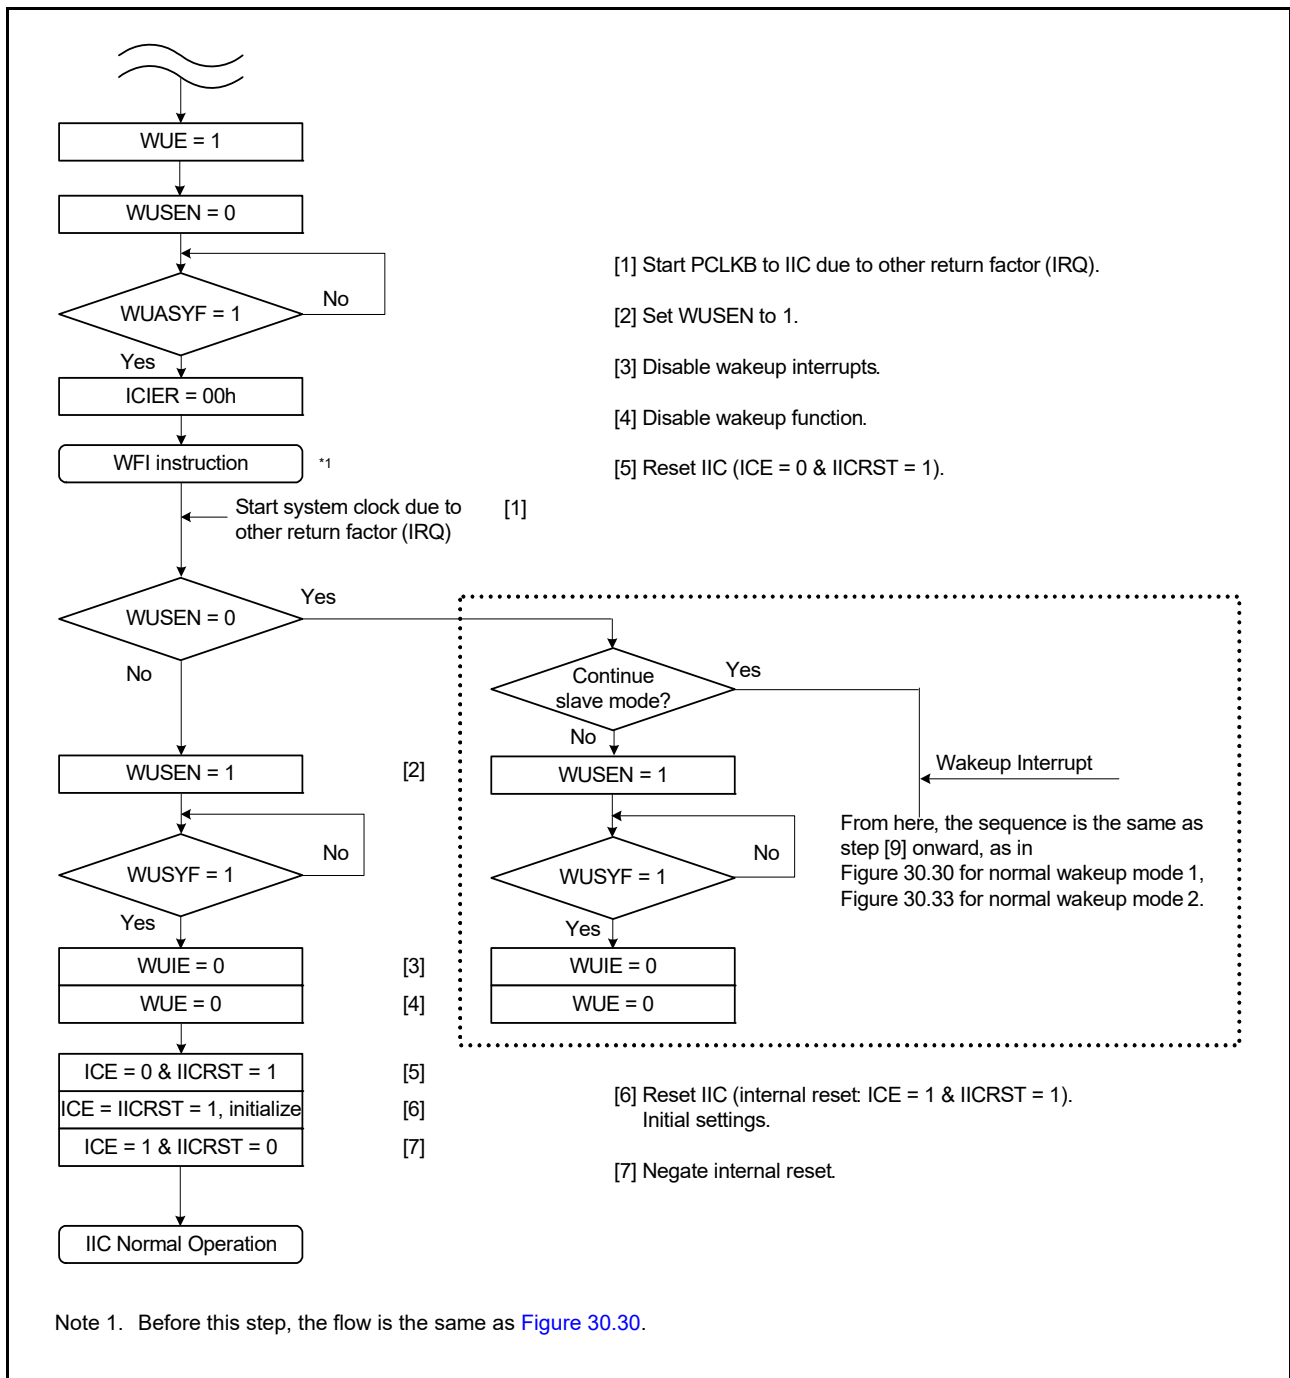 WUE = 1
WUSEN = 0
WUASYF = 1
No
Yes
ICIER = 00h
WFI instruction
*1
Start system clock due to
other return factor (IRQ)
[1]
[1] Start PCLKB to IIC due to other return factor (IRQ).
[2] Set WUSEN to 1.
[3] Disable wakeup interrupts.
[4] Disable wakeup function.
[5] Reset IIC (ICE = 0 & IICRST = 1).
WUSEN = 0
Yes
No
WUSEN = 1
[2]
WUSYF = 1
No
Yes
WUIE = 0
[3]
WUE = 0
[4]
ICE = 0 & IICRST = 1
[5]
ICE = IICRST = 1, initialize
[6]
ICE = 1 & IICRST = 0
[7]
IIC Normal Operation
Continue
slave mode?
Yes
No
WUSEN = 1
WUSYF = 1
No
Yes
WUIE = 0
WUE = 0
Wakeup Interrupt
From here, the sequence is the same as
step [9] onward, as in
Figure 30.30 for normal wakeup mode 1,
Figure 30.33 for normal wakeup mode 2.
[6] Reset IIC (internal reset: ICE = 1 & IICRST = 1).
Initial settings.
[7] Negate internal reset.
Note 1. Before this step, the flow is the same as Figure 30.30.